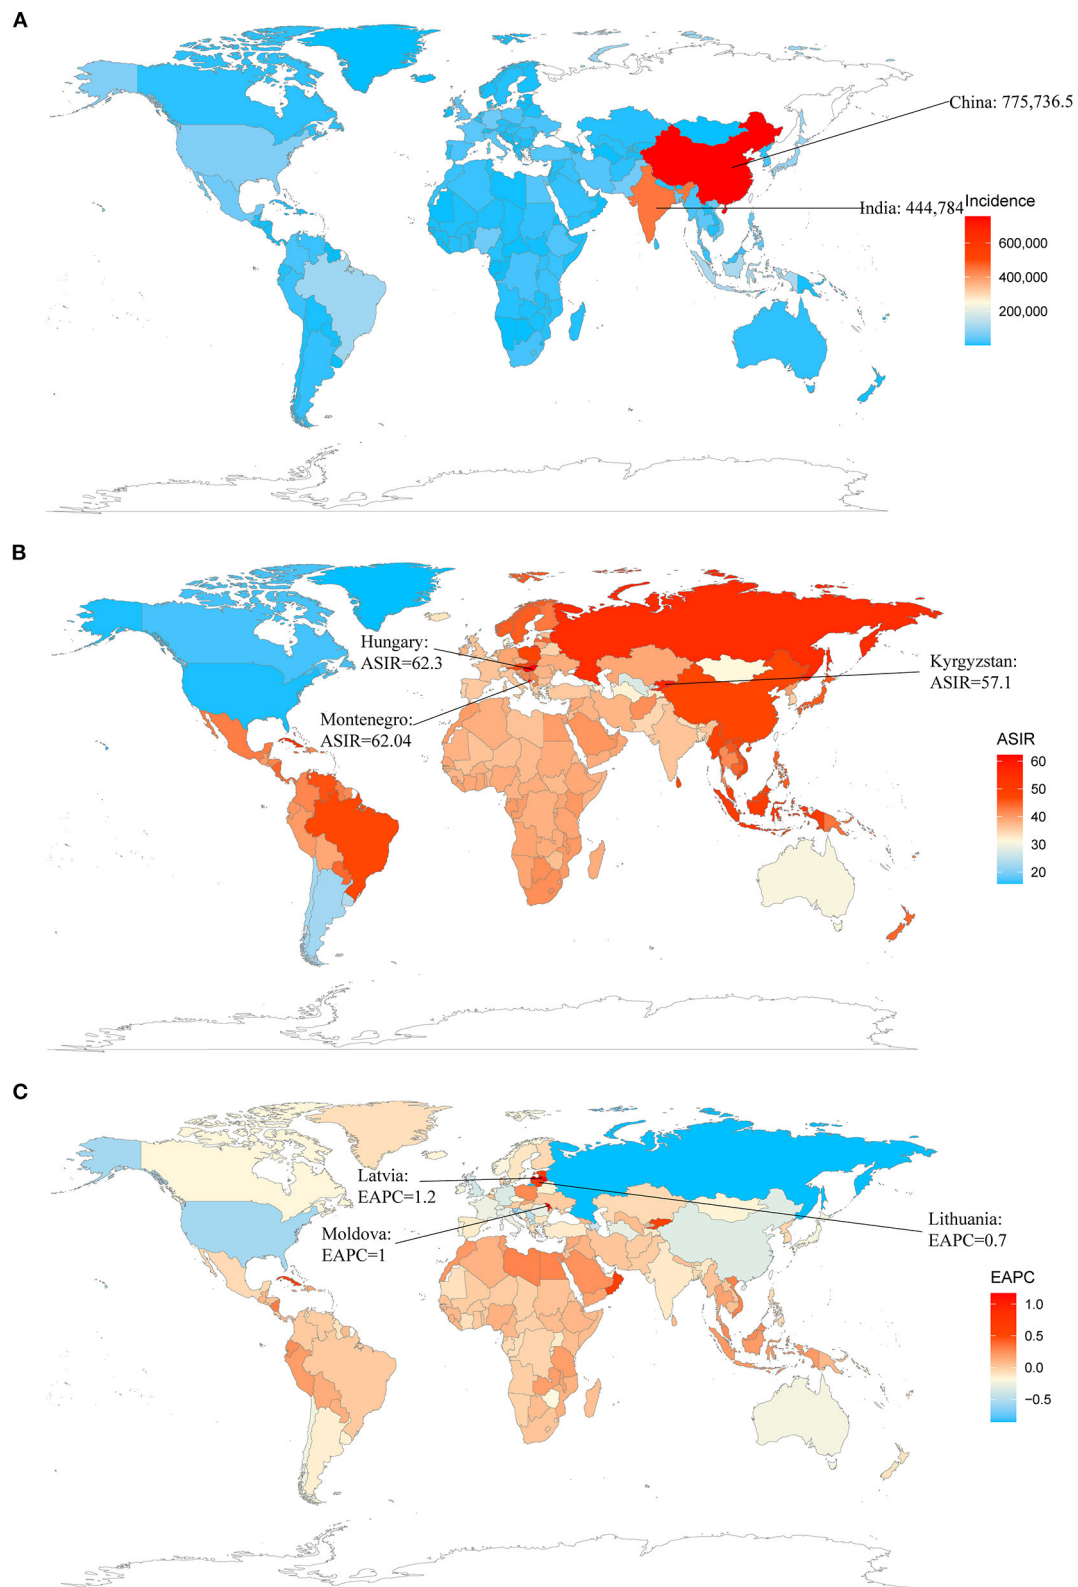 A
China: 775,736.5
India: 444,784
Incidence
600,000
400,000
200,000
B
Hungary:
ASIR=62.3
Kyrgyzstan:
ASIR=57.1
Montenegro:
ASIR=62.04
ASIR
60
50
40
30
20
C
Latvia:
EAPC=1.2
Moldova:
EAPC=1
Lithuania:
EAPC=0.7
EAPC
1.0
0.5
0.0
−0.5